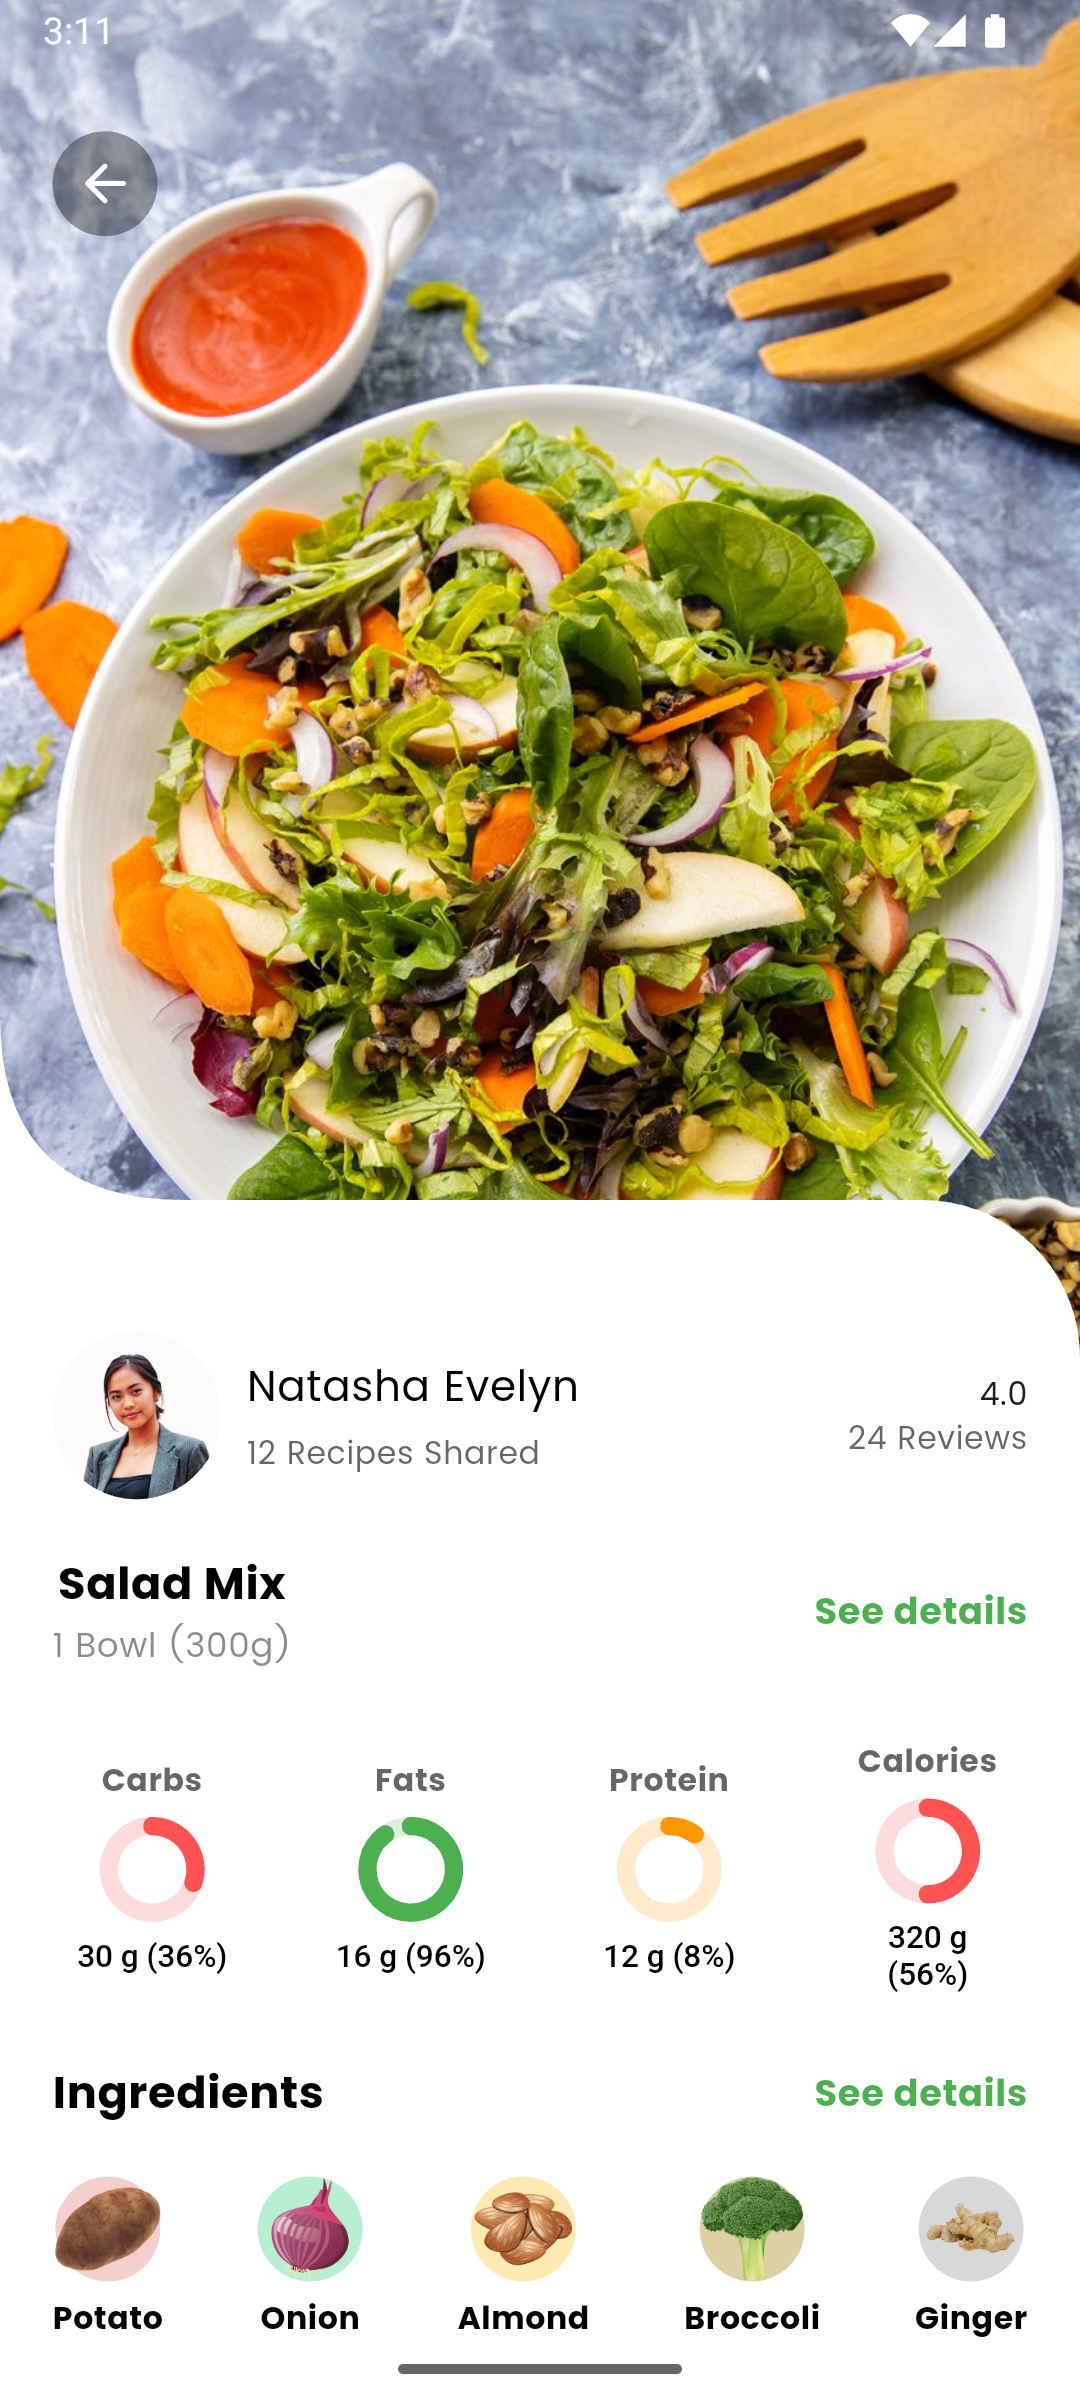 3:11
Natasha Evelyn
12 Recipes Shared
4.0
24 Reviews
Salad Mix
1 Bowl (300g)
See details
Carbs
30 g (36%)
Fats
16 g (96%)
Protein
12 g (8%)
Calories
320 g
(56%)
Ingredients
See details
Potato
Onion
Almond
Broccoli
Ginger